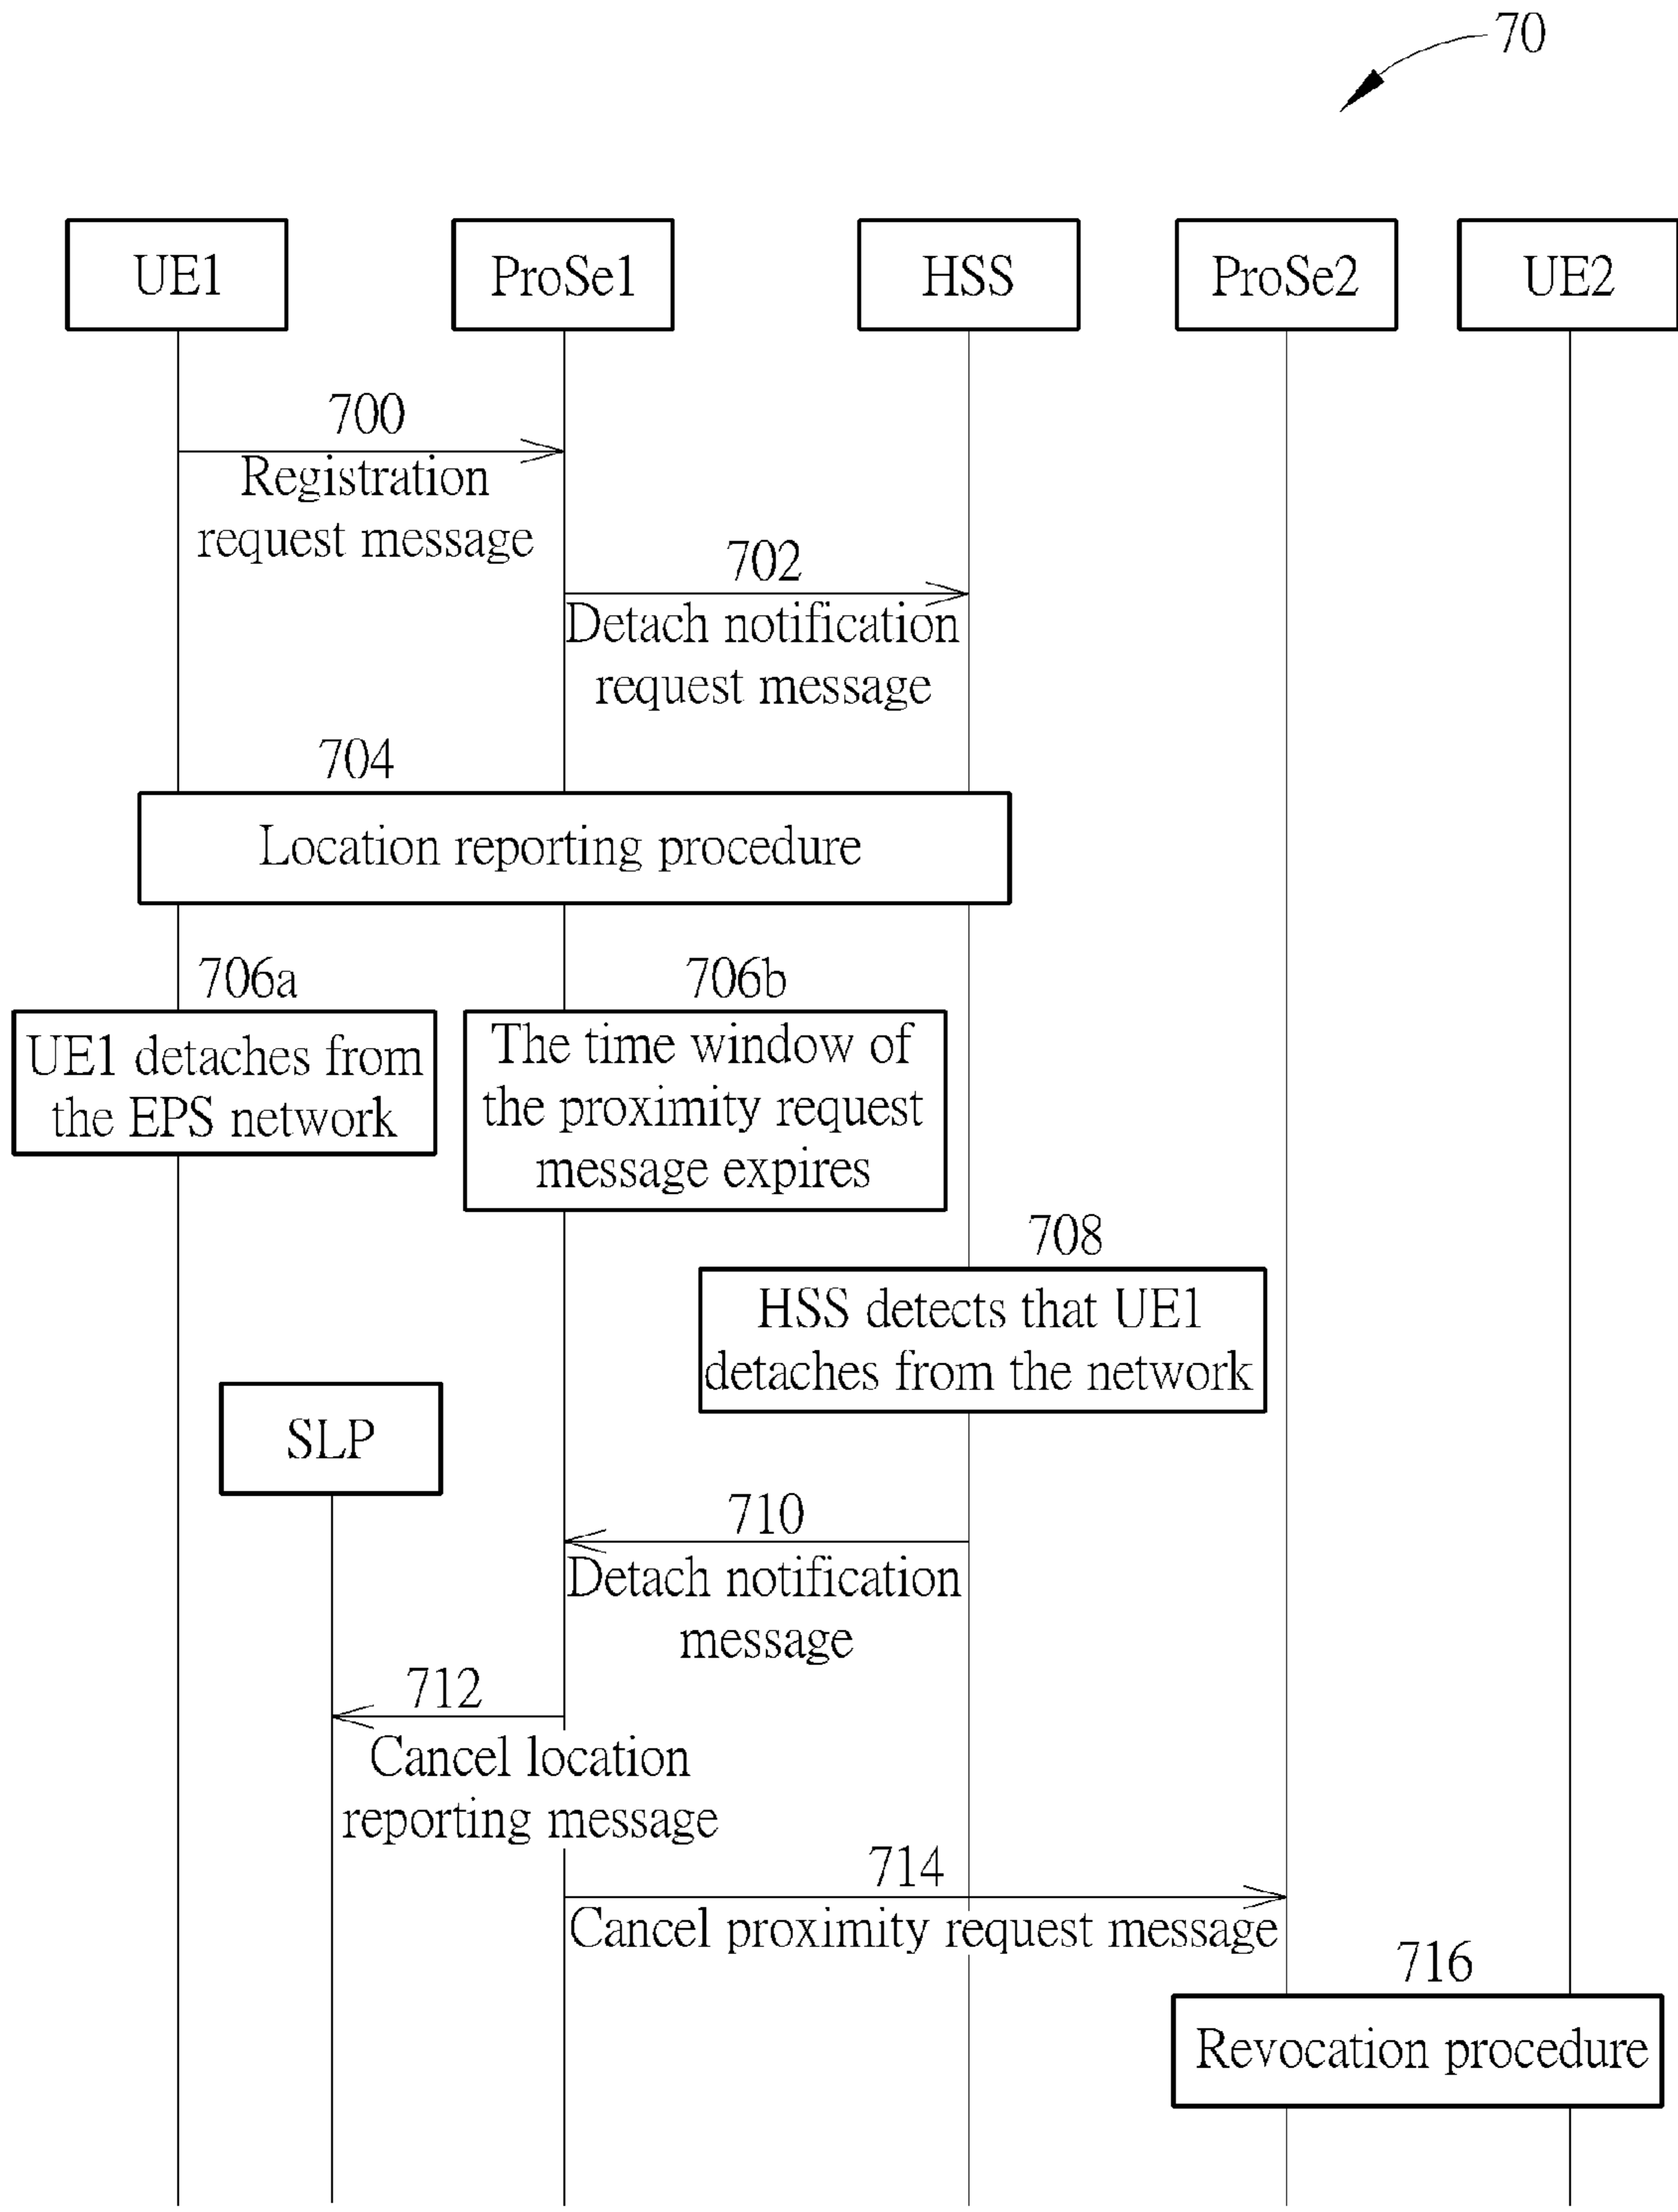 70
UE1
ProSe1
HSS
ProSe2
UE2
700
Registration
request message
702
Detach notification
request message
704
Location reporting procedure
706a
UE1 detaches from
the EPS network
706b
The time window of
the proximity request
message expires
708
HSS detects that UE1
detaches from the network
SLP
710
Detach notification
message
712
Cancel location
reporting message
714
Cancel proximity request message
716
Revocation procedure